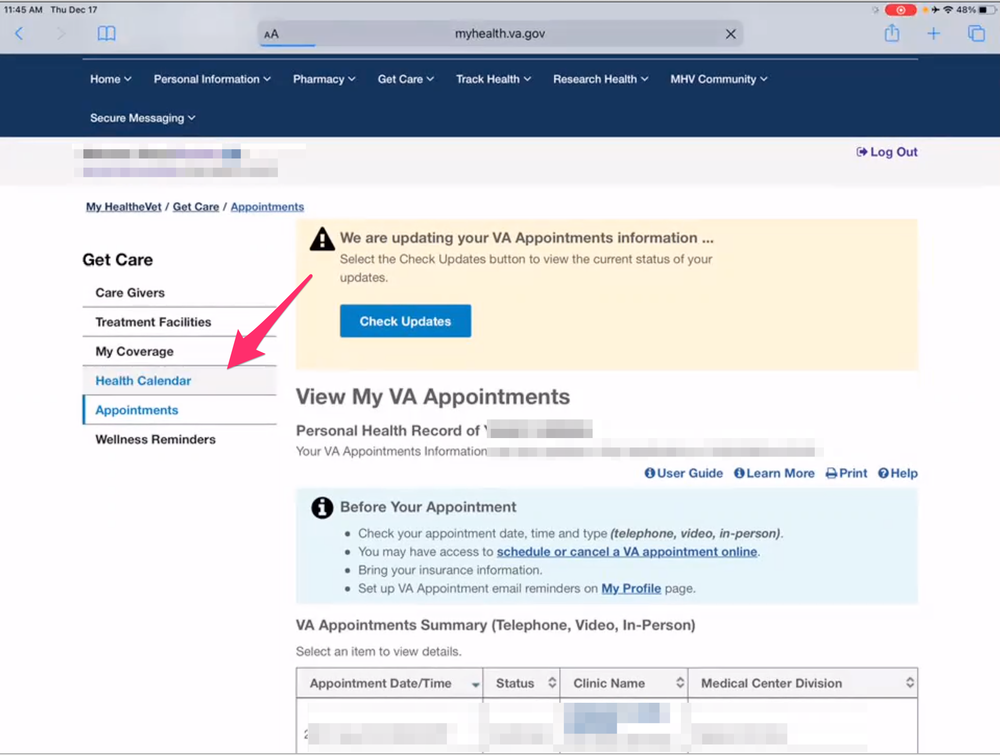 11:45 AM Thu Dec 17
48%
AA
myhealth.va.gov
Home
Personal Information
Pharmacy
Get Care
Track Health
Research Health
MHV Community
Secure Messaging
Log Out
My HealtheVet / Get Care / Appointments
We are updating your VA Appointments information ...
Select the Check Updates button to view the current status of your
updates.
Check Updates
Get Care
Care Givers
Treatment Facilities
My Coverage
Health Calendar
Appointments
Wellness Reminders
View My VA Appointments
Personal Health Record of
Your VA Appointments Information
User Guide
Learn More
Print
Help
Before Your Appointment
Check your appointment date, time and type (telephone, video, in-person).
You may have access to schedule or cancel a VA appointment online.
Bring your insurance information.
Set up VA Appointment email reminders on My Profile page.
VA Appointments Summary (Telephone, Video, In-Person)
Select an item to view details.
Appointment Date/Time
Status
Clinic Name
Medical Center Division